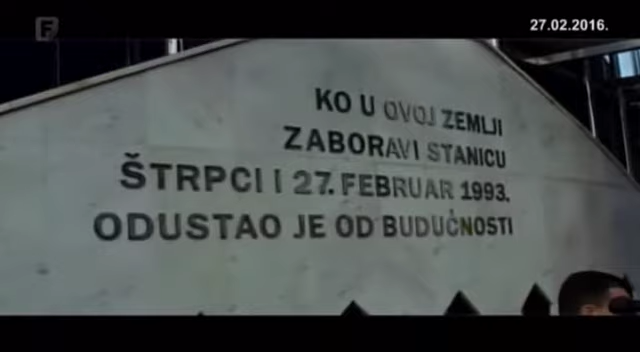 F
27.02.2016.
KO U OVOJ ZEMLJI
ZABORAVI STANICU
ŠTRPCI I 27. FEBRUAR 1993.
ODUSTAO JE OD BUDUĆNOSTI